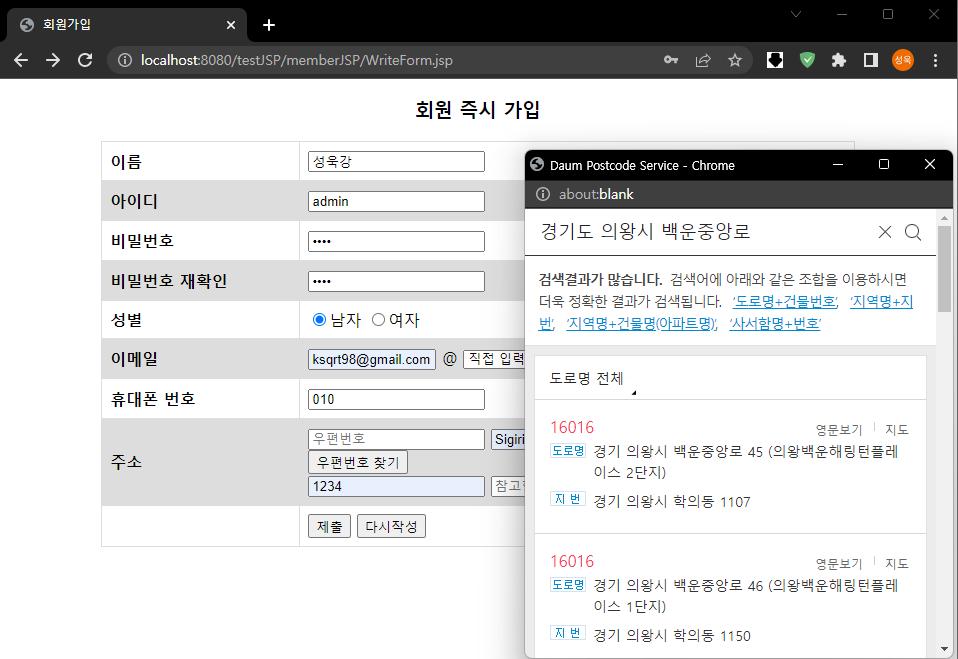 회원가입
localhost:8080/testJSP/memberJSP/WriteForm.jsp
성욱
회원 즉시 가입
이름 성욱강
아이디 admin
비밀번호 ••••
비밀번호 재확인 ••••
성별 남자 여자
이메일 ksqrt98@gmail.com @ 직접 입력
휴대폰 번호 010
주소 우편번호 Sigiri
우편번호 찾기
1234 참고
제출 다시작성
Daum Postcode Service - Chrome
about:blank
경기도 의왕시 백운중앙로
검색결과가 많습니다. 검색어에 아래와 같은 조합을 이용하시면
더욱 정확한 결과가 검색됩니다. '도로명+건물번호', '지역명+지
번', '지역명+건물명(아파트명)', '사서함명+번호'
도로명 전체
16016 영문보기 지도
도로명 경기 의왕시 백운중앙로 45 (의왕백운해링턴플레
이스 2단지)
지번 경기 의왕시 학의동 1107
16016 영문보기 지도
도로명 경기 의왕시 백운중앙로 46 (의왕백운해링턴플레
이스 1단지)
지번 경기 의왕시 학의동 1150